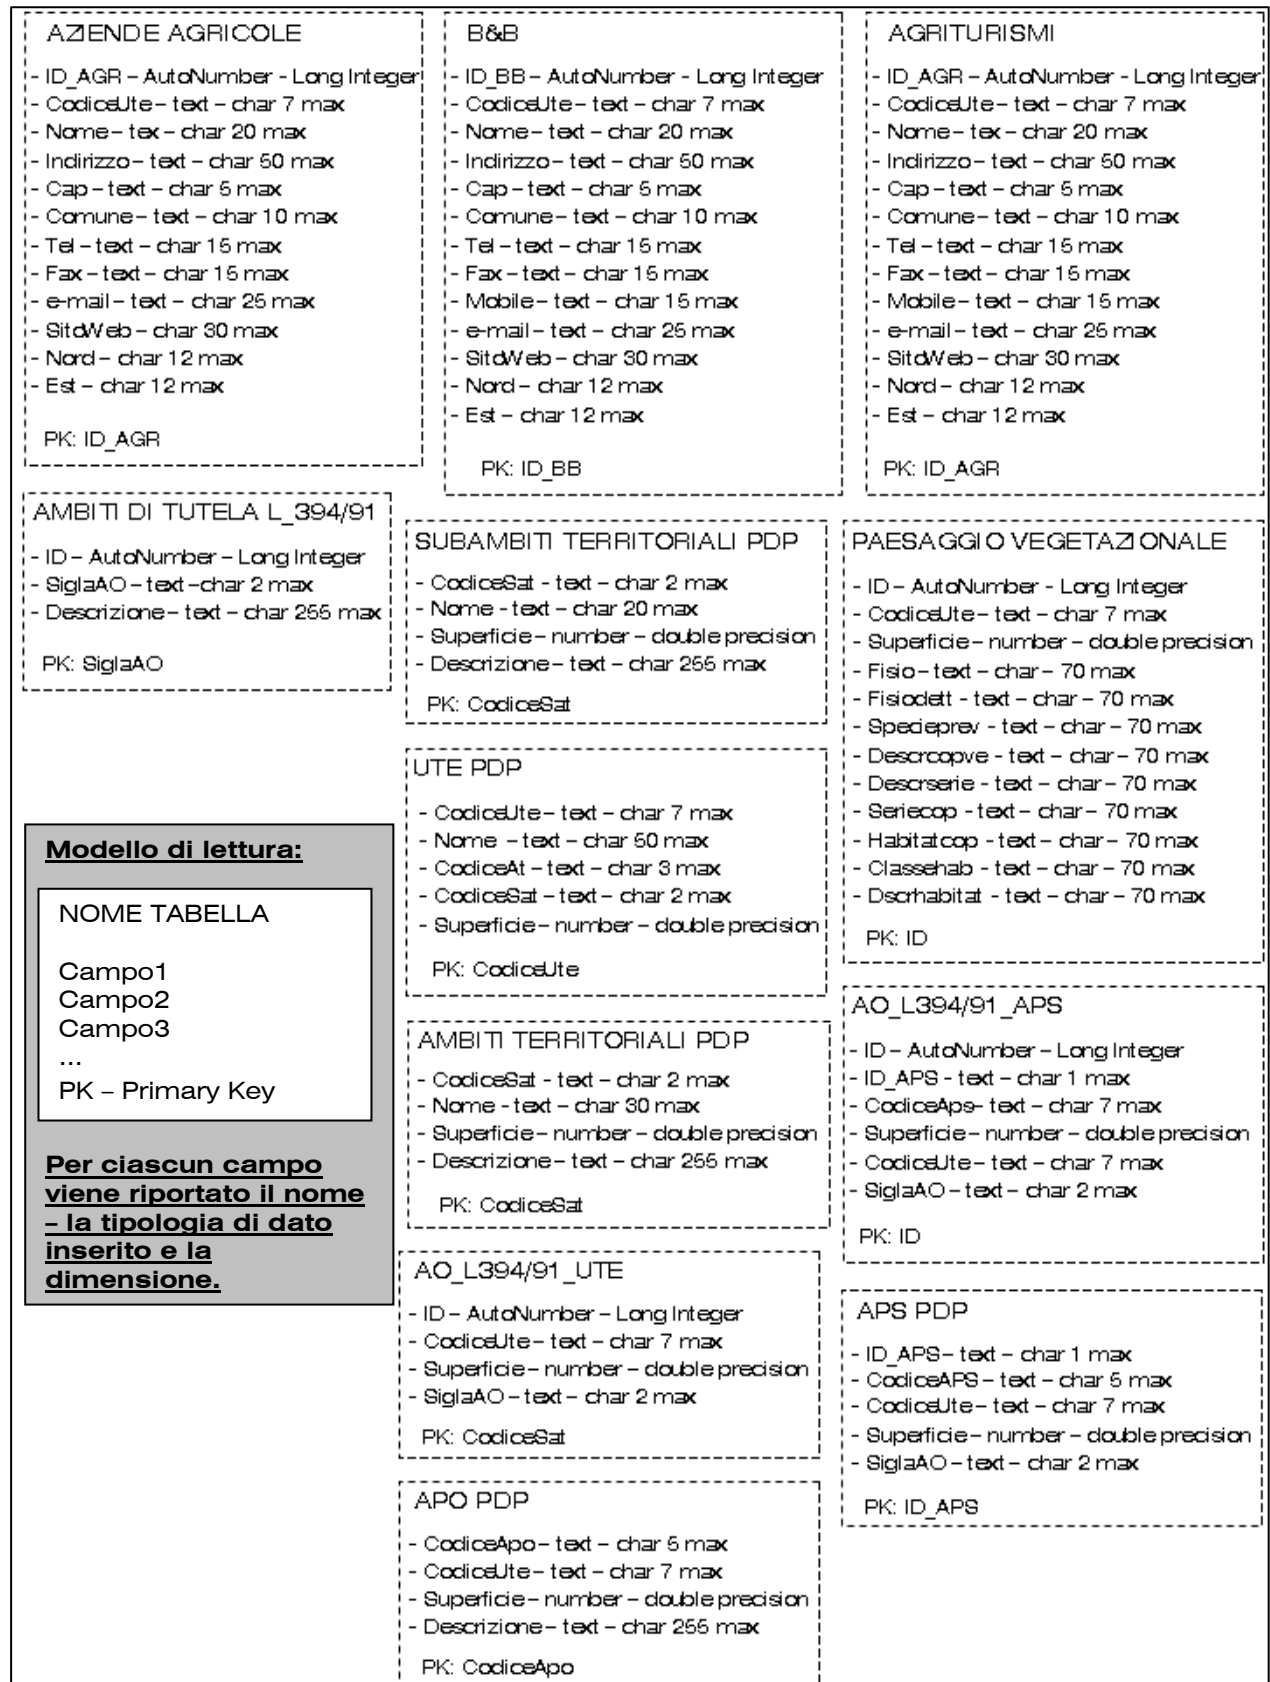 AZIENDE AGRICOLE
- ID_AGR – AutoNumber - Long Integer
- CodiceUte – text – char 7 max
- Nome – tex – char 20 max
- Indirizzo – text – char 50 max
- Cap – text – char 5 max
- Comune – text – char 10 max
- Tel – text – char 15 max
- Fax – text – char 15 max
- e-mail – text – char 25 max
- SitoWeb – char 30 max
- Nord – char 12 max
- Est – char 12 max
PK: ID_AGR
B&B
- ID_BB – AutoNumber - Long Integer
- CodiceUte – text – char 7 max
- Nome – tex – char 20 max
- Indirizzo – text – char 50 max
- Cap – text – char 5 max
- Comune – text – char 10 max
- Tel – text – char 15 max
- Fax – text – char 15 max
- Mobile – text – char 15 max
- e-mail – text – char 25 max
- SitoWeb – char 30 max
- Nord – char 12 max
- Est – char 12 max
PK: ID_BB
AGRITURISMI
- ID_AGR – AutoNumber - Long Integer
- CodiceUte – text – char 7 max
- Nome – tex – char 20 max
- Indirizzo – text – char 50 max
- Cap – text – char 5 max
- Comune – text – char 10 max
- Tel – text – char 15 max
- Fax – text – char 15 max
- Mobile – text – char 15 max
- e-mail – text – char 25 max
- SitoWeb – char 30 max
- Nord – char 12 max
- Est – char 12 max
PK: ID_AGR
AMBITI DI TUTELA L_394/91
- ID – AutoNumber – Long Integer
- SiglaAO – text –char 2 max
- Descrizione – text – char 255 max
PK: SiglaAO
SUBAMBITI TERRITORIALI PDP
- CodiceSat - text – char 2 max
- Nome - text – char 20 max
- Superficie – number – double precision
- Descrizione – text – char 255 max
PK: CodiceSat
PAESAGGIO VEGETAZIONALE
- ID – AutoNumber - Long Integer
- CodiceUte – text – char 7 max
- Superficie – number – double precision
- Fisio – text – char – 70 max
- Fisiodett - text – char – 70 max
- Specieprev - text – char – 70 max
- Descrcopve - text – char – 70 max
- Descrserie - text – char – 70 max
- Seriecop - text – char – 70 max
- Habitatcop - text – char – 70 max
- Classehab - text – char – 70 max
- Dscrhabitat - text – char – 70 max
PK: ID
UTE PDP
- CodiceUte – text – char 7 max
- Nome – text – char 50 max
- CodiceAt – text – char 3 max
- CodiceSat – text – char 2 max
- Superficie – number – double precision
PK: CodiceUte
Modello di lettura:
NOME TABELLA
Campo1
Campo2
Campo3
...
PK – Primary Key
Per ciascun campo
viene riportato il nome
– la tipologia di dato
inserito e la
dimensione.
AMBITI TERRITORIALI PDP
- CodiceSat - text – char 2 max
- Nome - text – char 30 max
- Superficie – number – double precision
- Descrizione – text – char 255 max
PK: CodiceSat
AO_L394/91_APS
- ID – AutoNumber – Long Integer
- ID_APS - text – char 1 max
- CodiceAps– text – char 7 max
- Superficie – number – double precision
- CodiceUte – text – char 7 max
- SiglaAO – text – char 2 max
PK: ID
AO_L394/91_UTE
- ID – AutoNumber – Long Integer
- CodiceUte – text – char 7 max
- Superficie – number – double precision
- SiglaAO – text – char 2 max
PK: CodiceSat
APS PDP
- ID_APS – text – char 1 max
- CodiceAPS – text – char 5 max
- CodiceUte – text – char 7 max
- Superficie – number – double precision
- SiglaAO – text – char 2 max
PK: ID_APS
APO PDP
- CodiceApo – text – char 5 max
- CodiceUte – text – char 7 max
- Superficie – number – double precision
- Descrizione – text – char 255 max
PK: CodiceApo